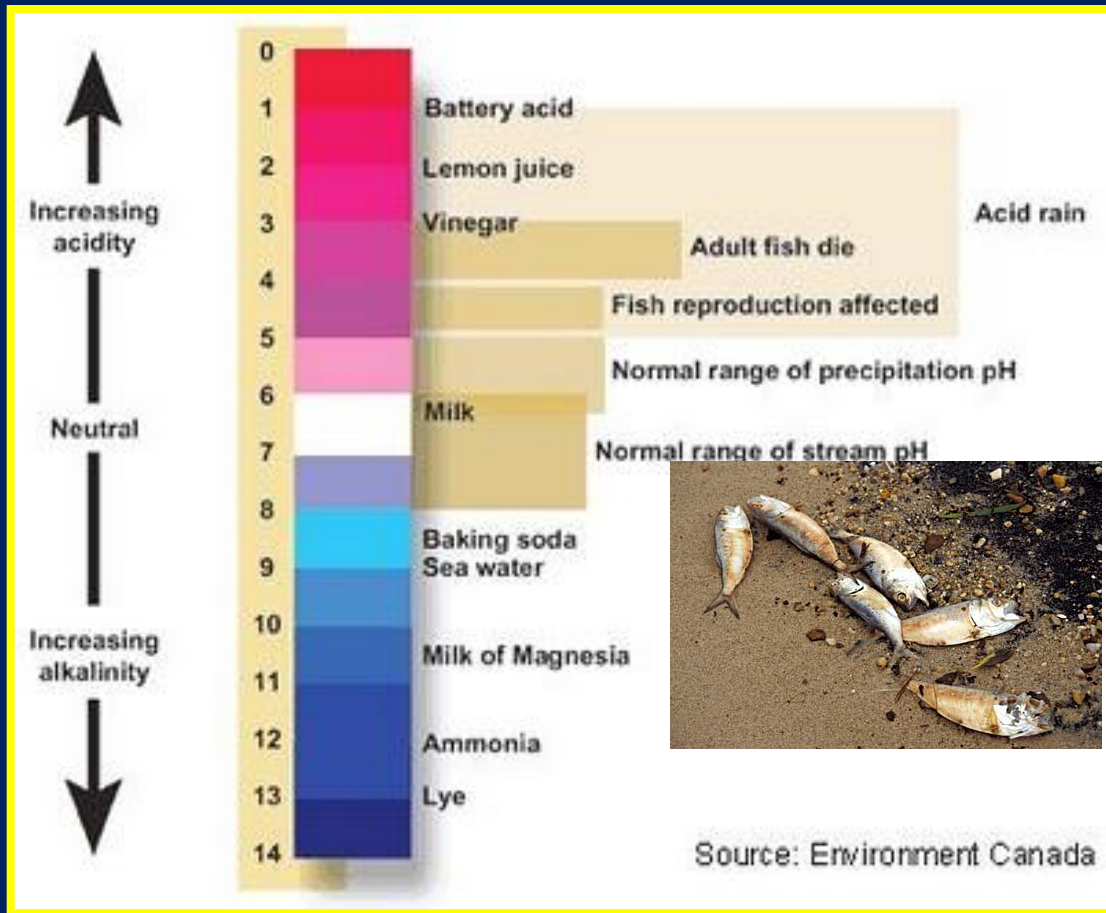 0
1
Battery acid
2
Lemon juice
Increasing
acidity
3
Vinegar
Acid rain
Adult fish die
4
Fish reproduction affected
5
Normal range of precipitation pH
6
Milk
Neutral
7
Normal range of stream pH
8
Baking soda
9
Sea water
10
Increasing
alkalinity
Milk of Magnesia
11
12
Ammonia
13
Lye
14
Source: Environment Canada